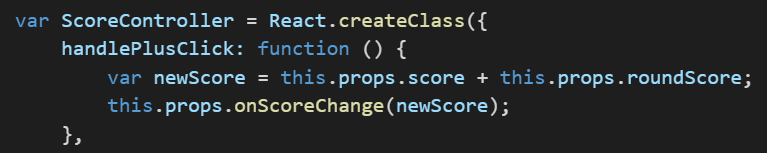 var ScoreController = React.createClass({
    handlePlusClick: function () {
        var newScore = this.props.score + this.props.roundScore;
        this.props.onScoreChange(newScore);
    },